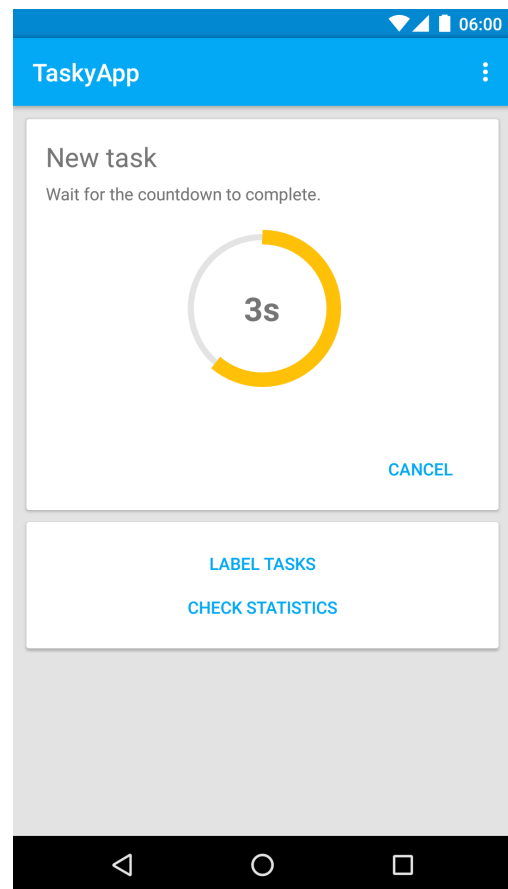 06:00
TaskyApp
New task
Wait for the countdown to complete.
3s
CANCEL
LABEL TASKS
CHECK STATISTICS